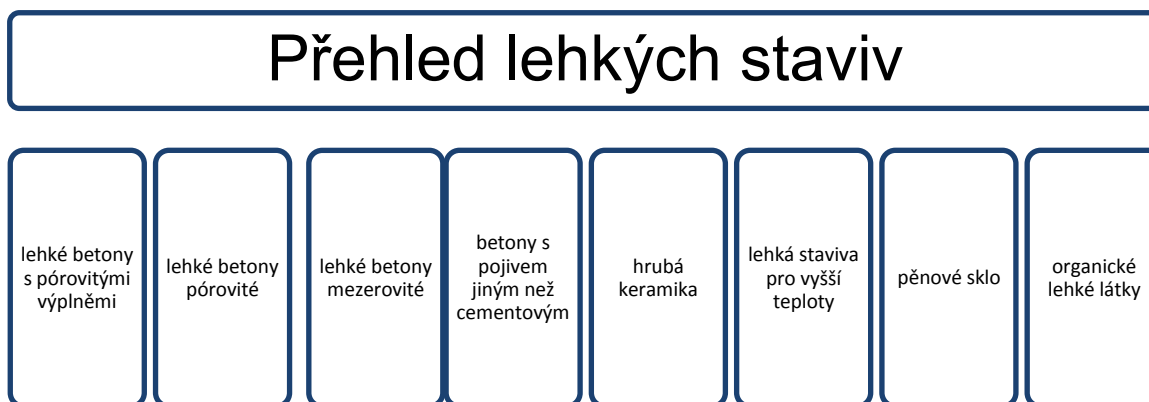 Přehled lehkých staviv
lehké betony
s pórovitými
výplněmi
lehké betony
pórovité
lehké betony
mezerovité
betony s
pojivem
jiným než
cementovým
hrubá
keramika
lehká staviva
pro vyšší
teploty
pěnové sklo
organické
lehké látky